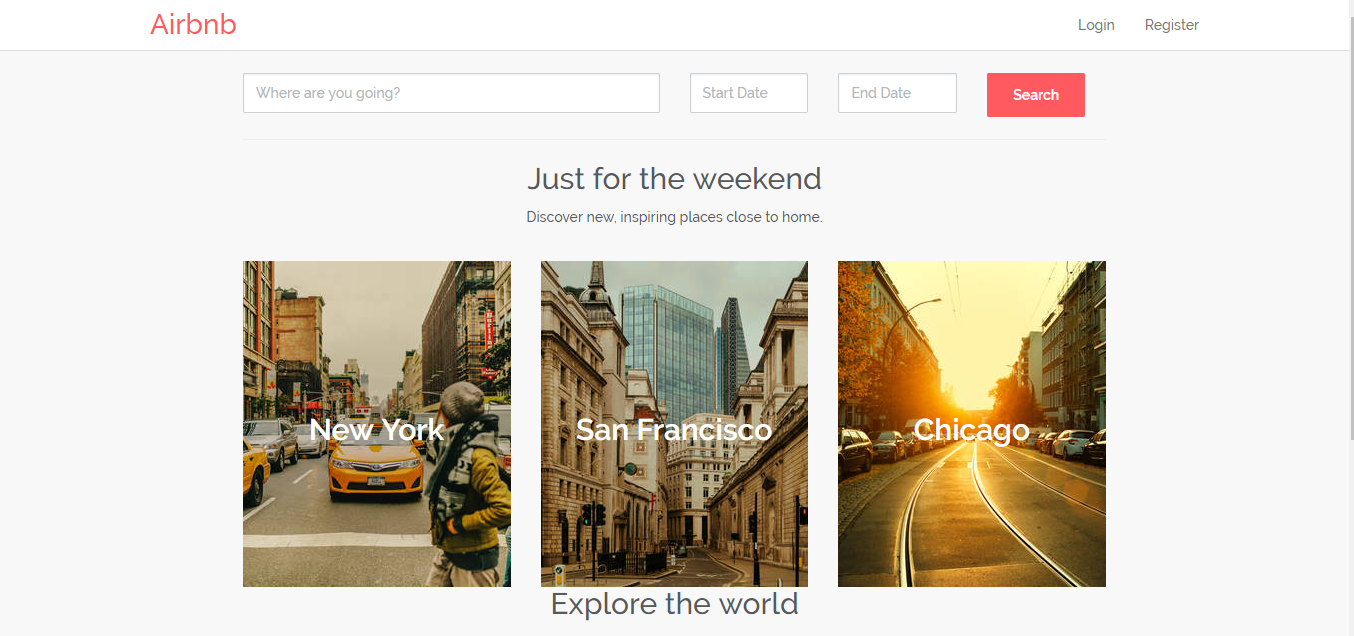 Airbnb
Login
Register
Where are you going?
Start Date
End Date
Search
Just for the weekend
Discover new, inspiring places close to home.
New York
San Francisco
Chicago
Explore the world